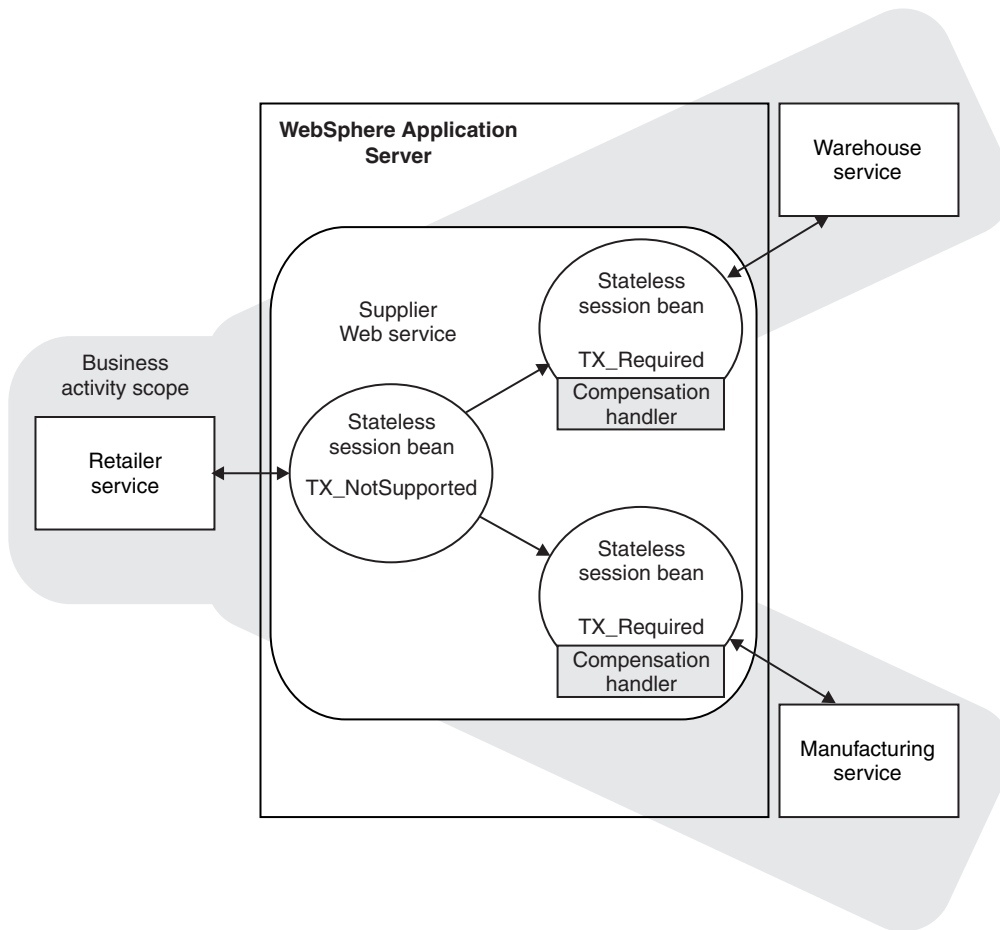 WebSphere Application
Server
Warehouse
service
Supplier
Web service
Stateless
session bean
TX_Required
Compensation
handler
Business
activity scope
Retailer
service
Stateless
session bean
TX_NotSupported
Stateless
session bean
TX_Required
Compensation
handler
Manufacturing
service